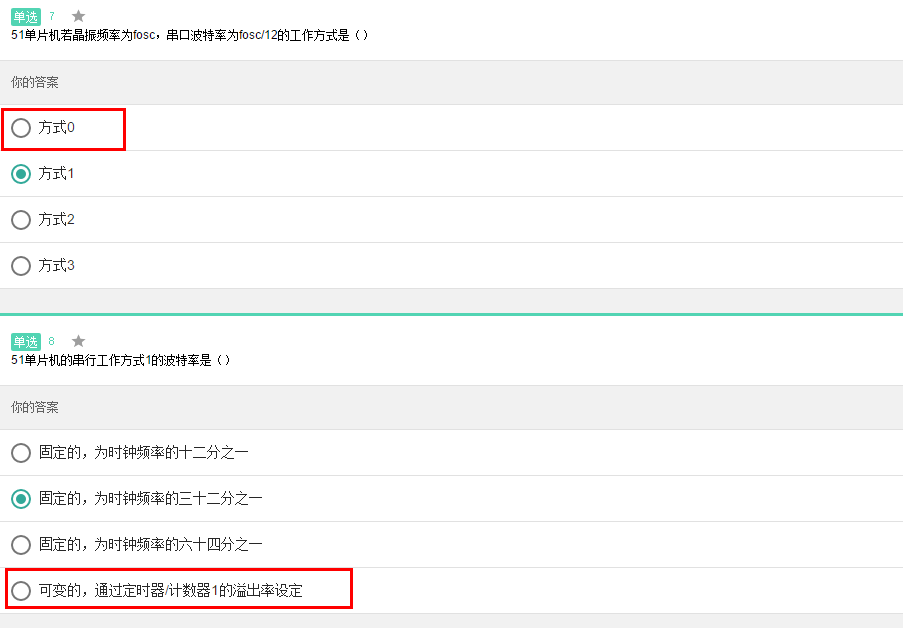 单选 7
51单片机若晶振频率为fosc，串口波特率为fosc/12的工作方式是（）
你的答案
方式0
方式1
方式2
方式3
单选 8
51单片机的串行工作方式1的波特率是（）
你的答案
固定的，为时钟频率的十二分之一
固定的，为时钟频率的三十二分之一
固定的，为时钟频率的六十四分之一
可变的，通过定时器/计数器1的溢出率设定